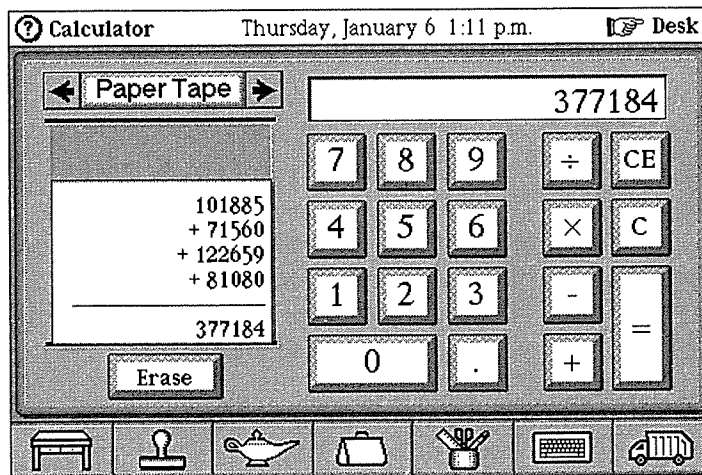 ? Calculator Thursday, January 6 1:11 p.m. Desk
Paper Tape
377184
101885
+ 71560
+ 122659
+ 81080
377184
Erase
7 8 9 ÷ CE
4 5 6 × C
1 2 3 - =
0 . +